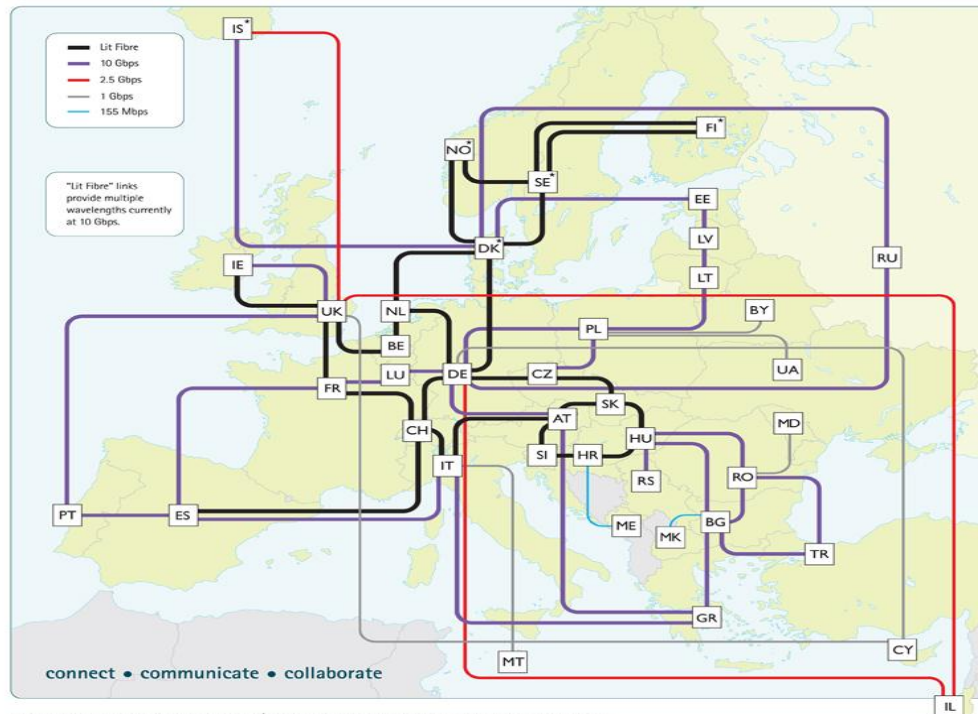 IS*
Lit Fibre
10 Gbps
2.5 Gbps
1 Gbps
155 Mbps
FI*
NO*
SE*
"Lit Fibre" links
provide multiple
wavelengths currently
at 10 Gbps.
EE
LV
DK*
RU
IE
LT
UK
NL
BY
PL
BE
LU
DE
CZ
UA
FR
SK
AT
MD
CH
HU
SI
HR
IT
RO
RS
PT
ES
ME
MK
BG
TR
GR
CY
MT
connect • communicate • collaborate
IL